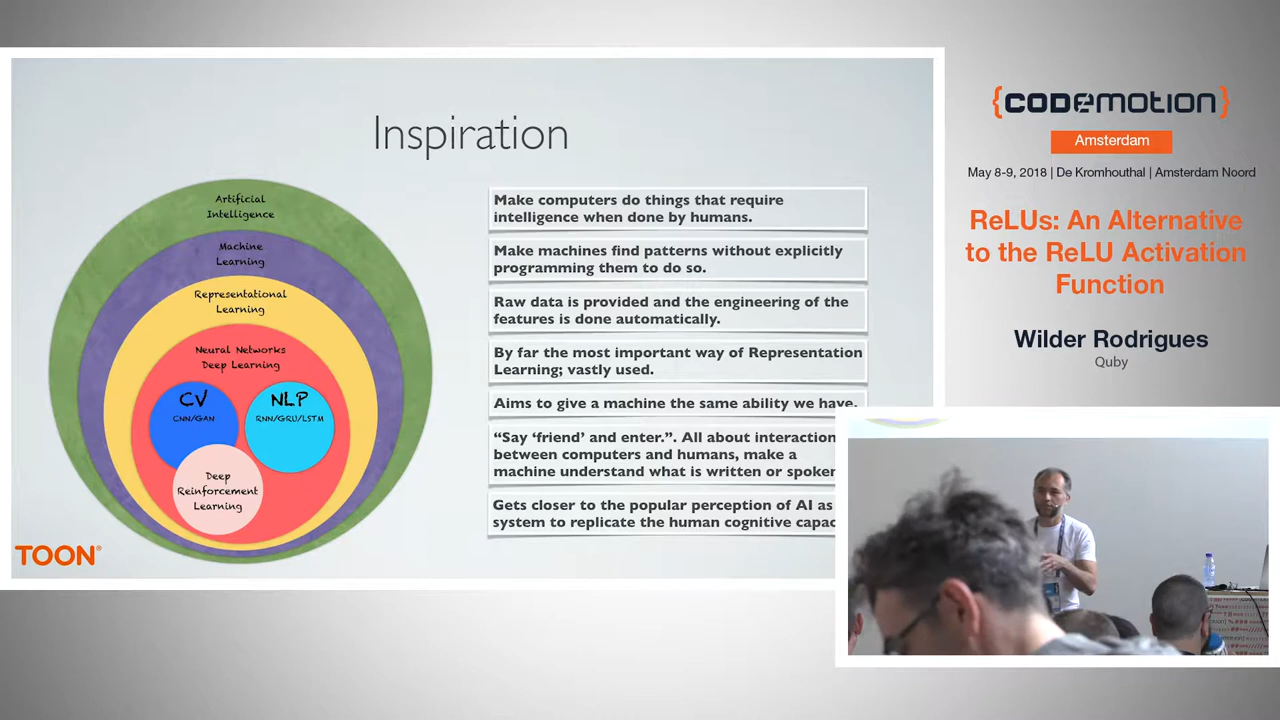 Inspiration
Artificial
Intelligence
Machine
Learning
Representational
Learning
Neural Networks
Deep Learning
CV
CNN/GAN
NLP
RNN/GRU/LSTM
Deep
Reinforcement
Learning
TOON®
Make computers do things that require
intelligence when done by humans.
Make machines find patterns without explicitly
programming them to do so.
Raw data is provided and the engineering of the
features is done automatically.
By far the most important way of Representation
Learning; vastly used.
Aims to give a machine the same ability we have.
“Say ‘friend’ and enter.”. All about interaction
between computers and humans, make a
machine understand what is written or spoken
Gets closer to the popular perception of AI as
system to replicate the human cognitive capac
{CODEMOTION}
Amsterdam
May 8-9, 2018 | De Kromhouthal | Amsterdam Noord
ReLUs: An Alternative
to the ReLU Activation
Function
Wilder Rodrigues
Quby